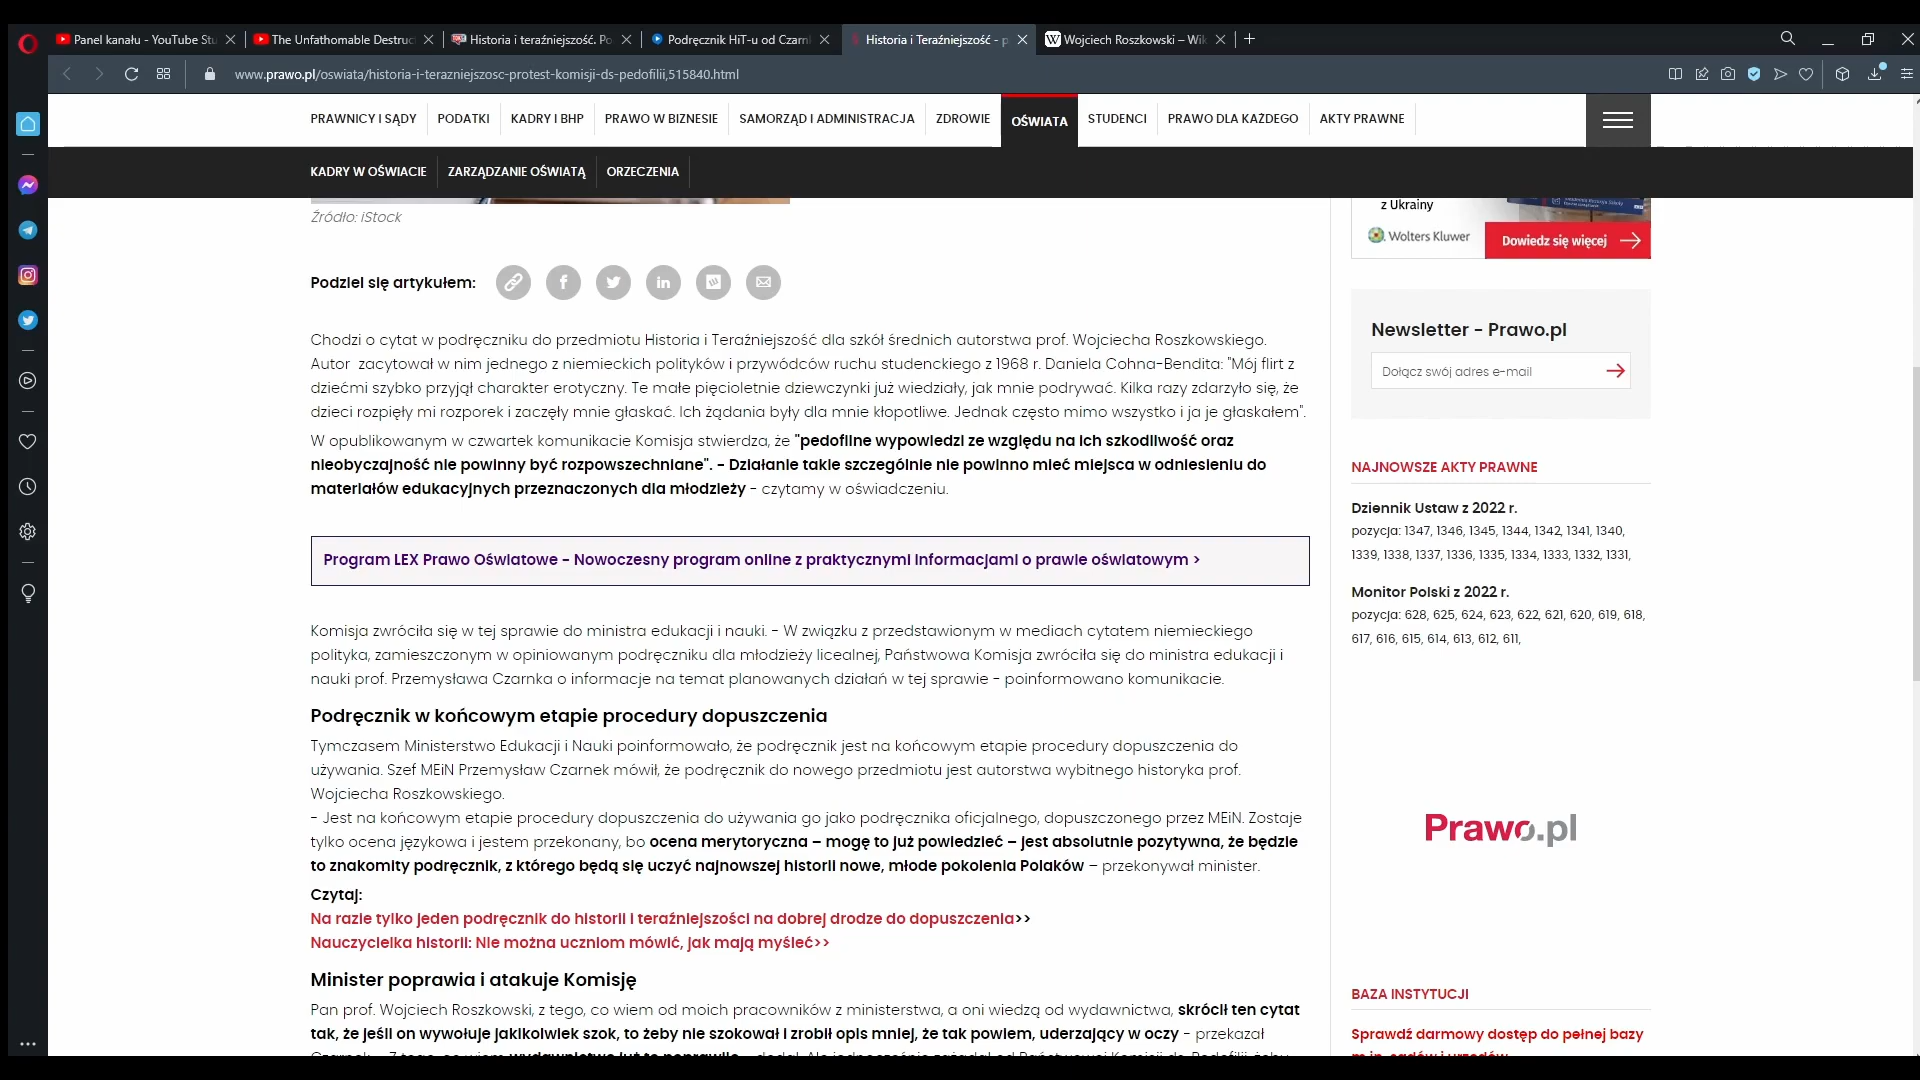 Panel kanału - YouTube Stu
The Unfathomable Destruc
Historia i teraźniejszość. Po
Podręcznik HiT-u od Czarn
Historia i Teraźniejszość - p
Wojciech Roszkowski – Wik
www.prawo.pl/oswiata/historia-i-terazniejszosc-protest-komisji-ds-pedofilii,515840.html
PRAWNICY I SĄDY
PODATKI
KADRY I BHP
PRAWO W BIZNESIE
SAMORZĄD I ADMINISTRACJA
ZDROWIE
OŚWIATA
STUDENCI
PRAWO DLA KAŻDEGO
AKTY PRAWNE
KADRY W OŚWIACIE
ZARZĄDZANIE OŚWIATĄ
ORZECZENIA
Źródło: iStock
Podziel się artykułem:
Chodzi o cytat w podręczniku do przedmiotu Historia i Teraźniejszość dla szkół średnich autorstwa prof. Wojciecha Roszkowskiego.
Autor zacytował w nim jednego z niemieckich polityków i przywódców ruchu studenckiego z 1968 r. Daniela Cohna-Bendita: "Mój flirt z
dziećmi szybko przyjął charakter erotyczny. Te małe pięcioletnie dziewczynki już wiedziały, jak mnie podrywać. Kilka razy zdarzyło się, że
dzieci rozpięły mi rozporek i zaczęły mnie głaskać. Ich żądania były dla mnie kłopotliwe. Jednak często mimo wszystko i ja je głaskałem".
W opublikowanym w czwartek komunikacie Komisja stwierdza, że "pedofilne wypowiedzi ze względu na ich szkodliwość oraz
nieobyczajność nie powinny być rozpowszechniane". - Działanie takie szczególnie nie powinno mieć miejsca w odniesieniu do
materiałów edukacyjnych przeznaczonych dla młodzieży - czytamy w oświadczeniu.
Program LEX Prawo Oświatowe - Nowoczesny program online z praktycznymi informacjami o prawie oświatowym >
Komisja zwróciła się w tej sprawie do ministra edukacji i nauki. - W związku z przedstawionym w mediach cytatem niemieckiego
polityka, zamieszczonym w opiniowanym podręczniku dla młodzieży licealnej, Państwowa Komisja zwróciła się do ministra edukacji i
nauki prof. Przemysława Czarnka o informacje na temat planowanych działań w tej sprawie - poinformowano komunikacie.
Podręcznik w końcowym etapie procedury dopuszczenia
Tymczasem Ministerstwo Edukacji i Nauki poinformowało, że podręcznik jest na końcowym etapie procedury dopuszczenia do
używania. Szef MEiN Przemysław Czarnek mówił, że podręcznik do nowego przedmiotu jest autorstwa wybitnego historyka prof.
Wojciecha Roszkowskiego.
- Jest na końcowym etapie procedury dopuszczenia do używania go jako podręcznika oficjalnego, dopuszczonego przez MEiN. Zostaje
tylko ocena językowa i jestem przekonany, bo ocena merytoryczna – mogę to już powiedzieć – jest absolutnie pozytywna, że będzie
to znakomity podręcznik, z którego będą się uczyć najnowszej historii nowe, młode pokolenia Polaków – przekonywał minister.
Czytaj:
Na razie tylko jeden podręcznik do historii i teraźniejszości na dobrej drodze do dopuszczenia>>
Nauczycielka historii: Nie można uczniom mówić, jak mają myśleć>>
Minister poprawia i atakuje Komisję
Pan prof. Wojciech Roszkowski, z tego, co wiem od moich pracowników z ministerstwa, a oni wiedzą od wydawnictwa, skrócił ten cytat
tak, że jeśli on wywołuje jakikolwiek szok, to żeby nie szokował i zrobił opis mniej, że tak powiem, uderzający w oczy - przekazał
z Ukrainy
Wolters Kluwer
Dowiedz się więcej
Newsletter - Prawo.pl
Dołącz swój adres e-mail
NAJNOWSZE AKTY PRAWNE
Dziennik Ustaw z 2022 r.
pozycja: 1347, 1346, 1345, 1344, 1342, 1341, 1340,
1339, 1338, 1337, 1336, 1335, 1334, 1333, 1332, 1331,
Monitor Polski z 2022 r.
pozycja: 628, 625, 624, 623, 622, 621, 620, 619, 618,
617, 616, 615, 614, 613, 612, 611,
Prawo.pl
BAZA INSTYTUCJI
Sprawdź darmowy dostęp do pełnej bazy